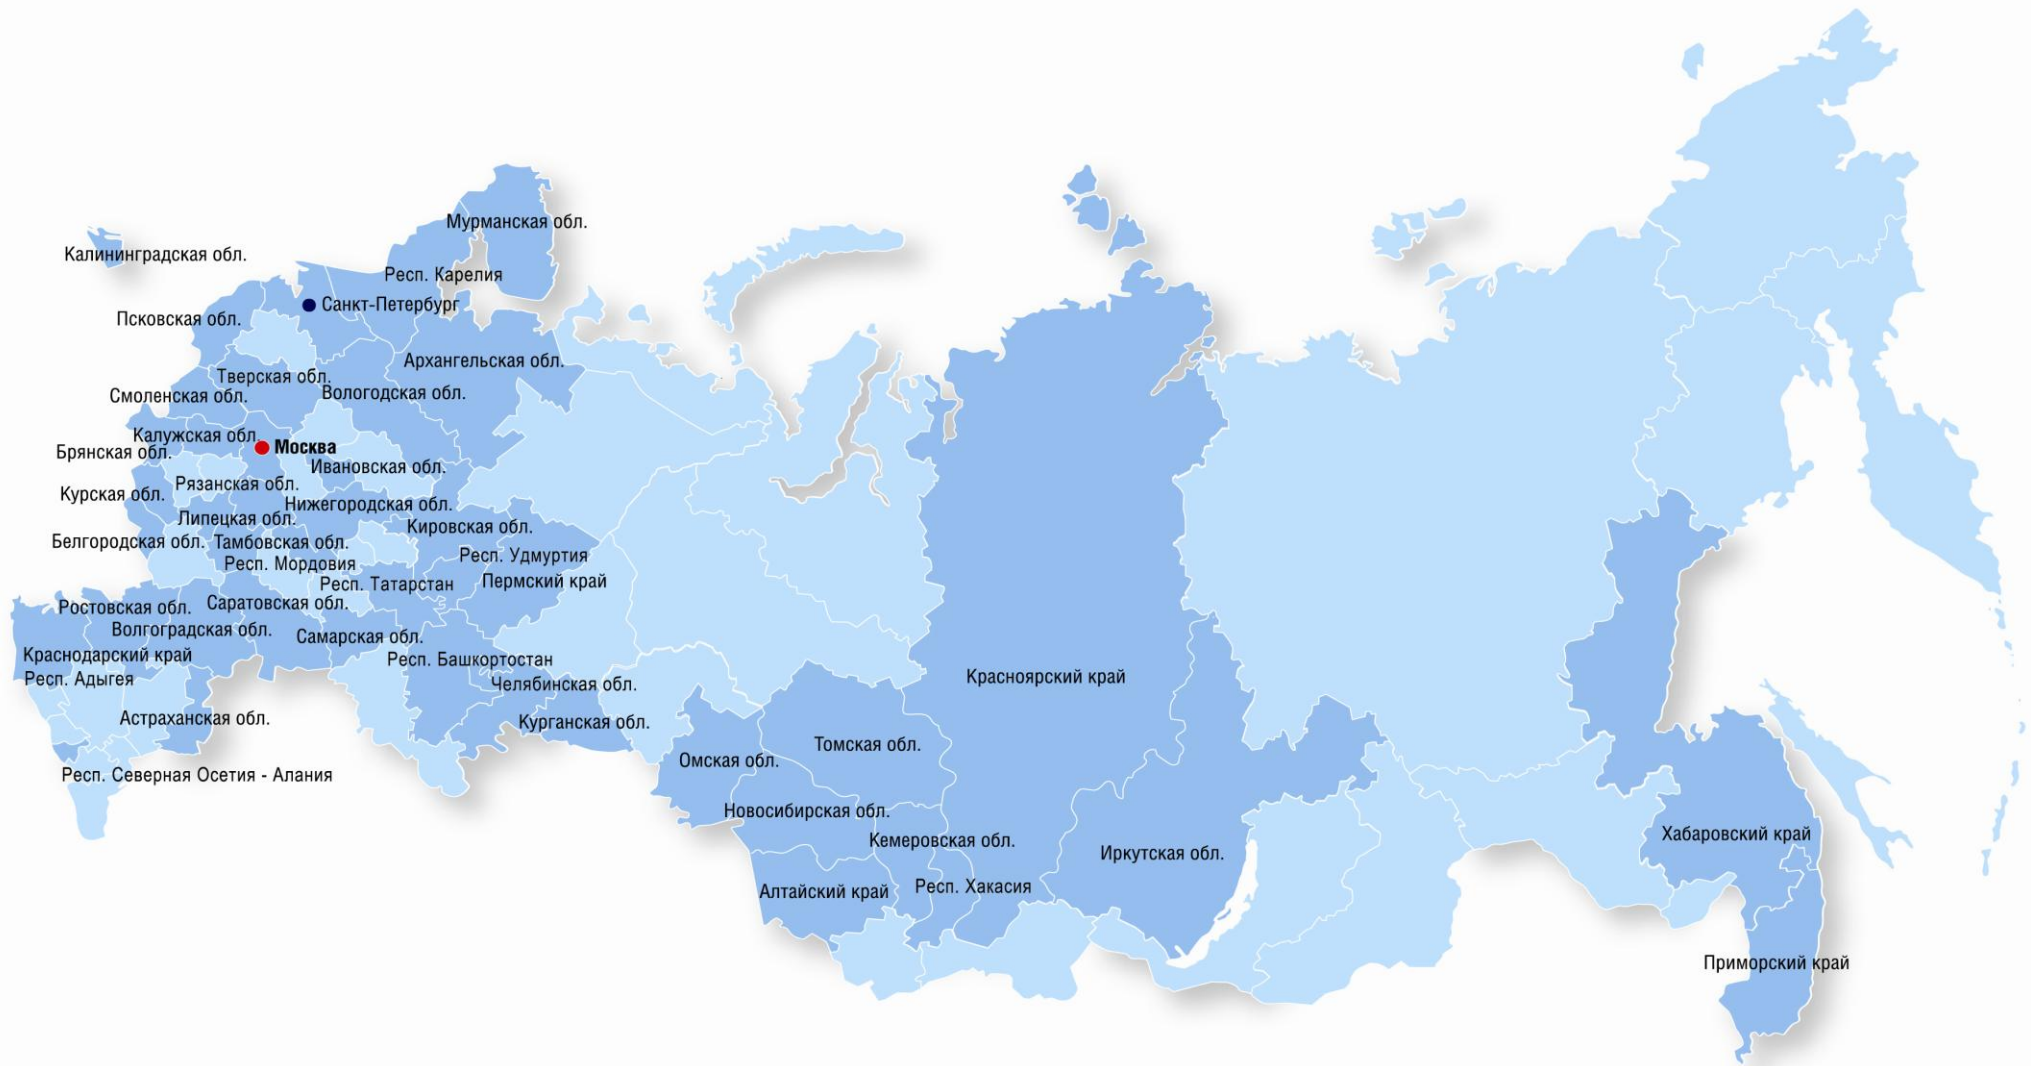 Мурманская обл.
Калининградская обл.
Респ. Карелия
Санкт-Петербург
Псковская обл.
Архангельская обл.
Тверская обл.
Вологодская обл.
Смоленская обл.
Калужская обл.
Москва
Брянская обл.
Ивановская обл.
Рязанская обл.
Курская обл.
Нижегородская обл.
Липецкая обл.
Кировская обл.
Белгородская обл.
Тамбовская обл.
Респ. Удмуртия
Респ. Мордовия
Пермский край
Респ. Татарстан
Ростовская обл.
Саратовская обл.
Волгоградская обл.
Самарская обл.
Краснодарский край
Респ. Башкортостан
Респ. Адыгея
Челябинская обл.
Астраханская обл.
Курганская обл.
Респ. Северная Осетия - Алания
Красноярский край
Томская обл.
Омская обл.
Новосибирская обл.
Кемеровская обл.
Иркутская обл.
Алтайский край
Респ. Хакасия
Хабаровский край
Приморский край